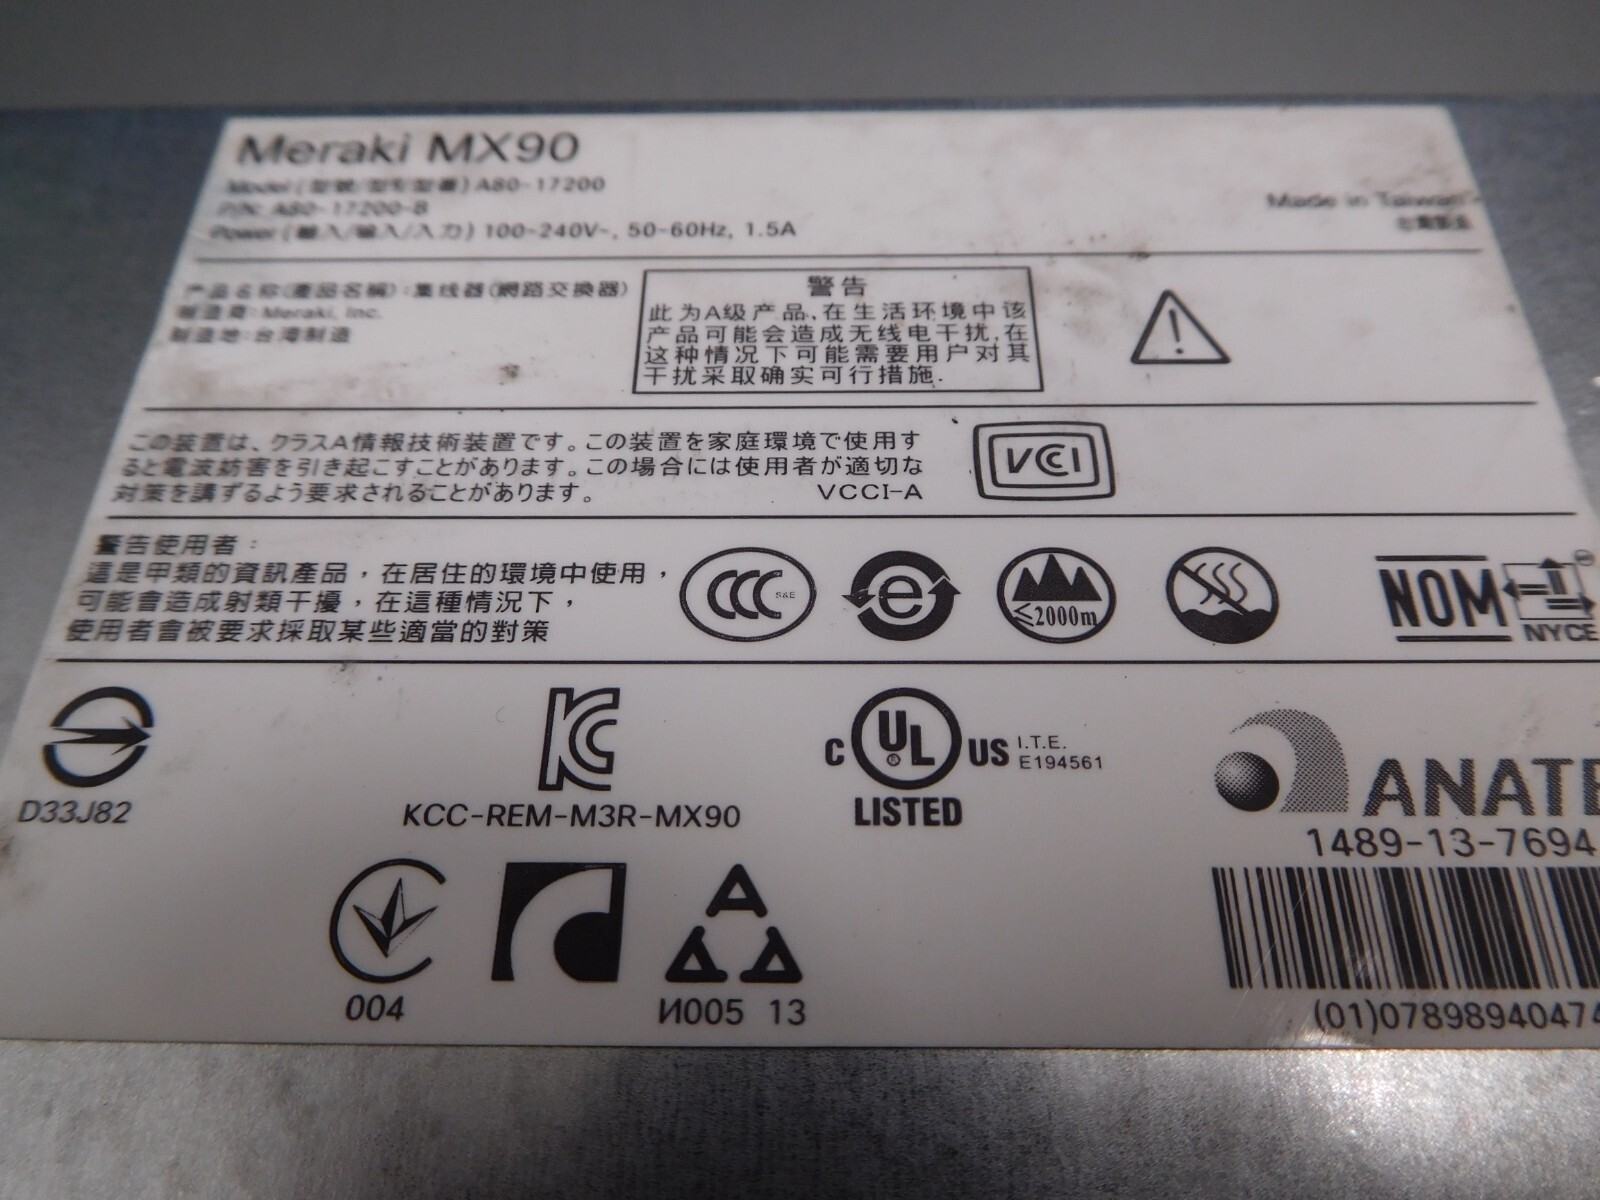 Meraki MX90
Model (型號/型号/型番) A80-17200
P/N: A80-17200-B
Power (輸入/输入/入力) 100-240V~, 50-60Hz, 1.5A
Made in Taiwan
产品名称(產品名稱):集线器(網路交換器)
制造商:Meraki, Inc.
制造地:台湾制造
警告
此为A级产品,在生活环境中该
产品可能会造成无线电干扰,在
这种情况下可能需要用户对其
干扰采取确实可行措施.
この装置は、クラスA情報技術装置です。この装置を家庭環境で使用す
ると電波妨害を引き起こすことがあります。この場合には使用者が適切な
対策を講ずるよう要求されることがあります。 VCCI-A
VCCI
警告使用者:
這是甲類的資訊產品,在居住的環境中使用,
可能會造成射頻干擾,在這種情況下,
使用者會被要求採取某些適當的對策
CCC S&E
e
≤2000m
NOM
NYCE
D33J82
KC
KCC-REM-M3R-MX90
C UL ® US
LISTED
I.T.E.
E194561
ANATE
1489-13-7694
004
И005 13
(01)0789894047